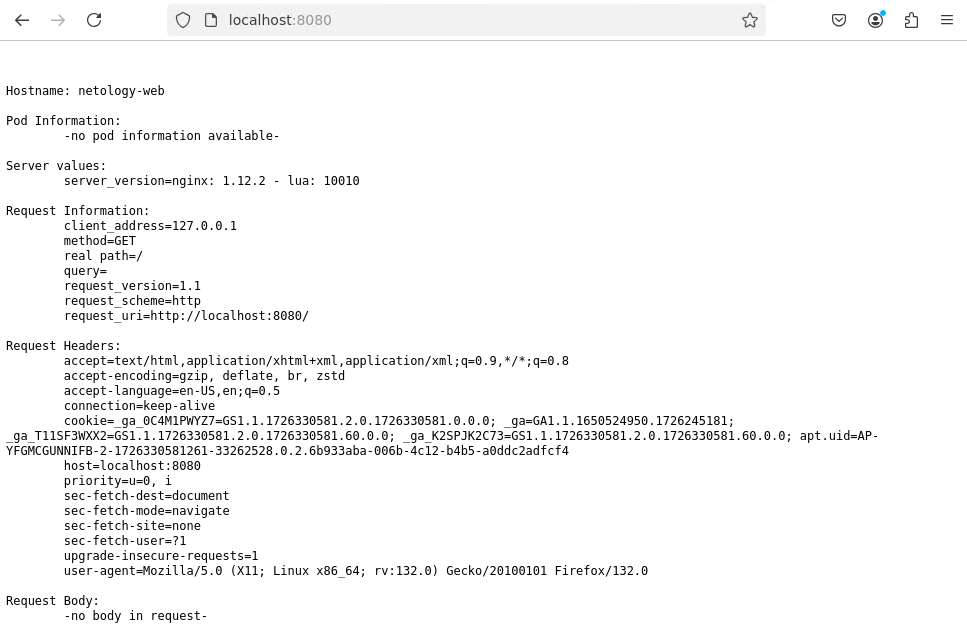 localhost:8080
Hostname: netology-web
Pod Information:
-no pod information available-
Server values:
server_version=nginx: 1.12.2 - lua: 10010
Request Information:
client_address=127.0.0.1
method=GET
real path=/
query=
request_version=1.1
request_scheme=http
request_uri=http://localhost:8080/
Request Headers:
accept=text/html,application/xhtml+xml,application/xml;q=0.9,*/*;q=0.8
accept-encoding=gzip, deflate, br, zstd
accept-language=en-US,en;q=0.5
connection=keep-alive
cookie=_ga_0C4M1PWYZ7=GS1.1.1726330581.2.0.1726330581.0.0.0; _ga=GA1.1.1650524950.1726245181;
_ga_T11SF3WXX2=GS1.1.1726330581.2.0.1726330581.60.0.0; _ga_K2SPJK2C73=GS1.1.1726330581.2.0.1726330581.60.0.0; apt.uid=AP-
YFGMCGUNNIFB-2-1726330581261-33262528.0.2.6b933aba-006b-4c12-b4b5-a0ddc2adfcf4
host=localhost:8080
priority=u=0, i
sec-fetch-dest=document
sec-fetch-mode=navigate
sec-fetch-site=none
sec-fetch-user=?1
upgrade-insecure-requests=1
user-agent=Mozilla/5.0 (X11; Linux x86_64; rv:132.0) Gecko/20100101 Firefox/132.0
Request Body:
-no body in request-